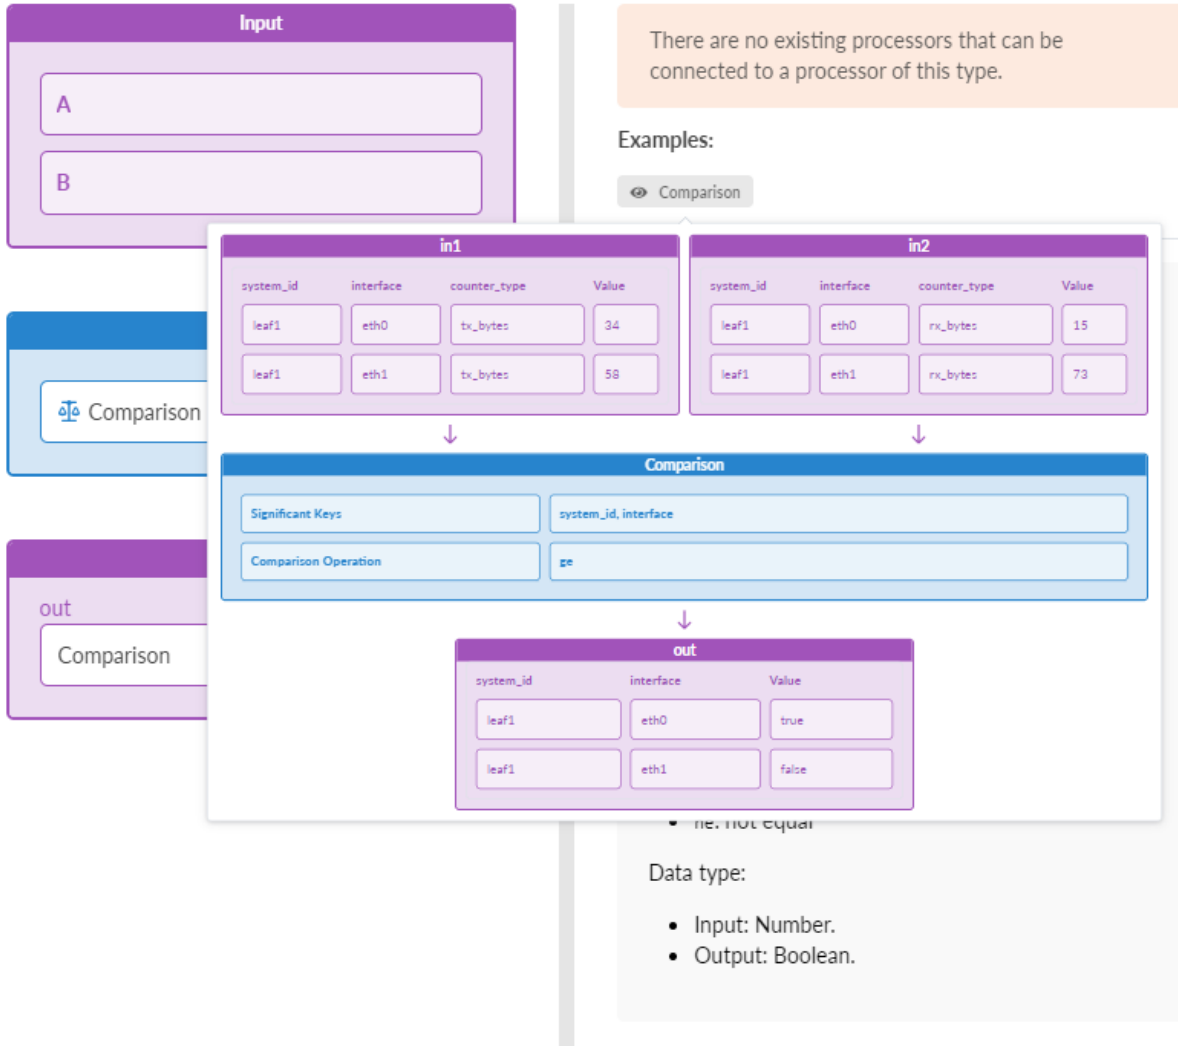 Input
A
B
Comparison
out
Comparison
There are no existing processors that can be
connected to a processor of this type.
Examples:
Comparison
in1
system_id interface counter_type Value
leaf1 eth0 tx_bytes 34
leaf1 eth1 tx_bytes 58
in2
system_id interface counter_type Value
leaf1 eth0 rx_bytes 15
leaf1 eth1 rx_bytes 73
Comparison
Significant Keys system_id, interface
Comparison Operation ge
out
system_id interface Value
leaf1 eth0 true
leaf1 eth1 false
ne: not equal
Data type:
Input: Number.
Output: Boolean.